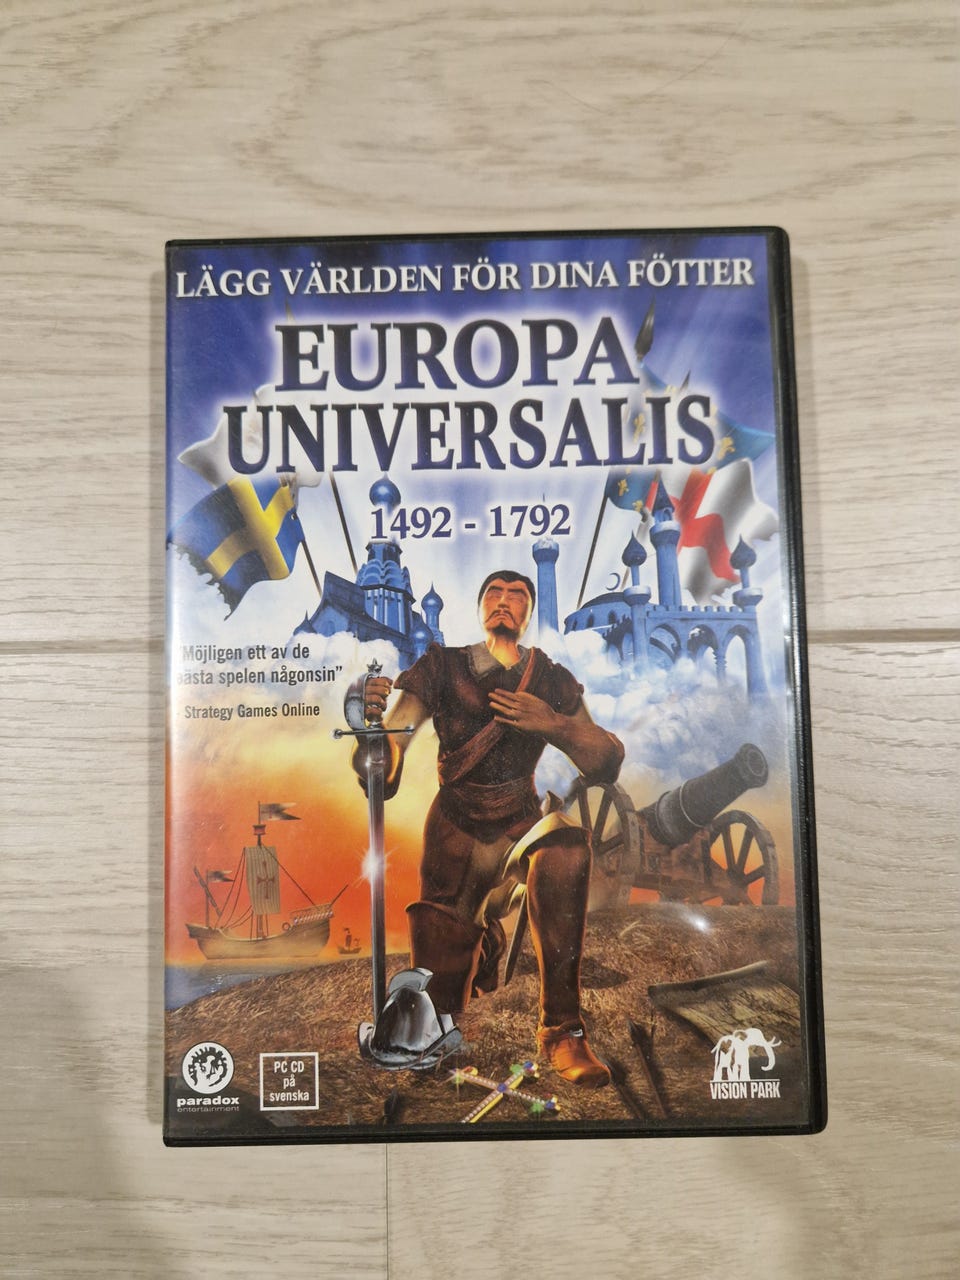 LÄGG VÄRLDEN FÖR DINA FÖTTER
EUROPA
UNIVERSALIS
1492 - 1792
"Möjligen ett av de
bästa spelen någonsin"
- Strategy Games Online
paradox
entertainment
PC CD
på
svenska
VISION PARK